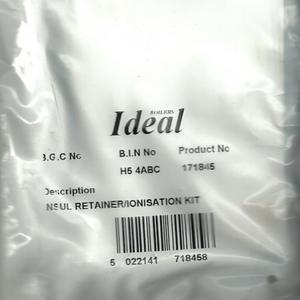 BOILERS
Ideal
B.G.C No B.I.N No Product No
H5 4ABC 171845
Description
NSUL RETAINER/IONISATION KIT
5 022141 718458